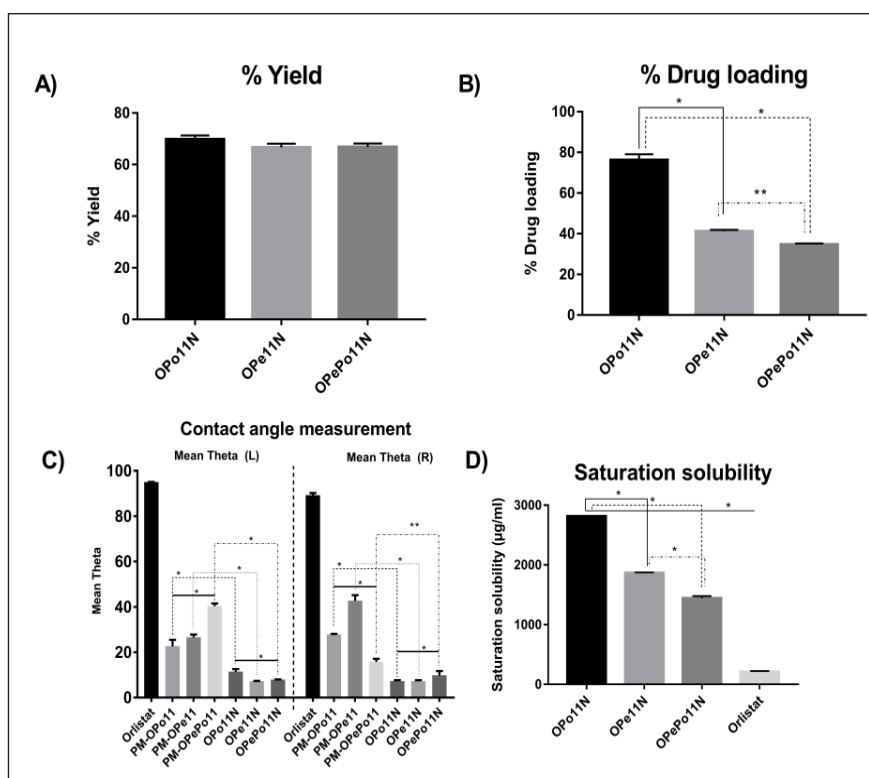 A)
% Yield
% Yield
80
60
40
20
0
OPo11N
OPe11N
OPePo11N
B)
% Drug loading
% Drug loading
100
80
60
40
20
0
*
*
**
OPo11N
OPe11N
OPePo11N
Contact angle measurement
C)
Mean Theta (L)
Mean Theta (R)
Mean Theta
100
80
60
40
20
0
*
*
*
*
*
**
*
*
*
*
Orlistat
PM-OPo11
PM-OPe11
PM-OPePo11
OPo11N
OPe11N
OPePo11N
Orlistat
PM-OPo11
PM-OPe11
PM-OPePo11
OPo11N
OPe11N
OPePo11N
D)
Saturation solubility
Saturation solubility (µg/ml)
3000
2000
1000
0
*
*
*
*
OPo11N
OPe11N
OPePo11N
Orlistat